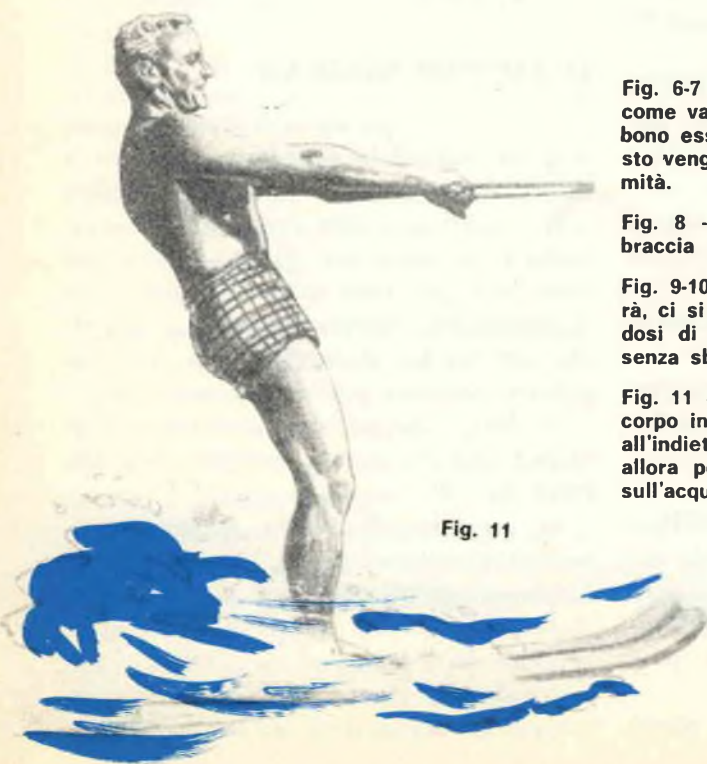 Fig. 6-7
come va
bono ess
sto veng
mità.
Fig. 8 -
braccia
Fig. 9-10
rà, ci si
dosi di
senza sb
Fig. 11
corpo in
all'indiet
allora po
sull'acqu
Fig. 11